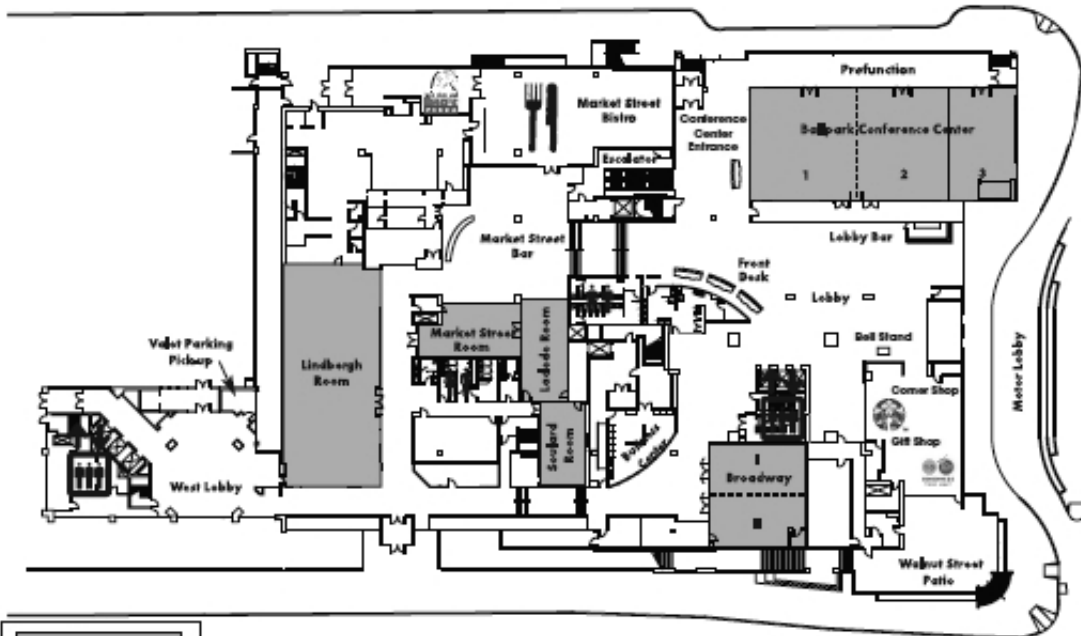 Prefunction
Market Street
Bistro
Conference
Center
Entrance
Ballpark Conference Center
Escalator
1
2
3
Market Street
Bar
Lobby Bar
Front
Desk
Lobby
Market Street
Room
Laclede Room
Bell Stand
Valet Parking
Pickup
Lindbergh
Room
Motor Lobby
Corner Shop
Gift Shop
Soulard
Room
Business
Center
I
Broadway
II
West Lobby
Walnut Street
Patio